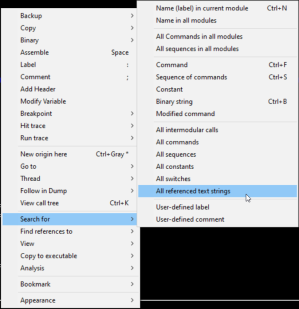 Backup >
Copy >
Binary >
Assemble Space
Label :
Comment ;
Add Header
Modify Variable
Breakpoint >
Hit trace >
Run trace >
New origin here Ctrl+Gray *
Go to >
Thread >
Follow in Dump >
View call tree Ctrl+K
Search for >
Find references to >
View >
Copy to executable >
Analysis >
Bookmark >
Appearance >
Name (label) in current module Ctrl+N
Name in all modules
All Commands in all modules
All sequences in all modules
Command Ctrl+F
Sequence of commands Ctrl+S
Constant
Binary string Ctrl+B
Modified command
All intermodular calls
All commands
All sequences
All constants
All switches
All referenced text strings
User-defined label
User-defined comment